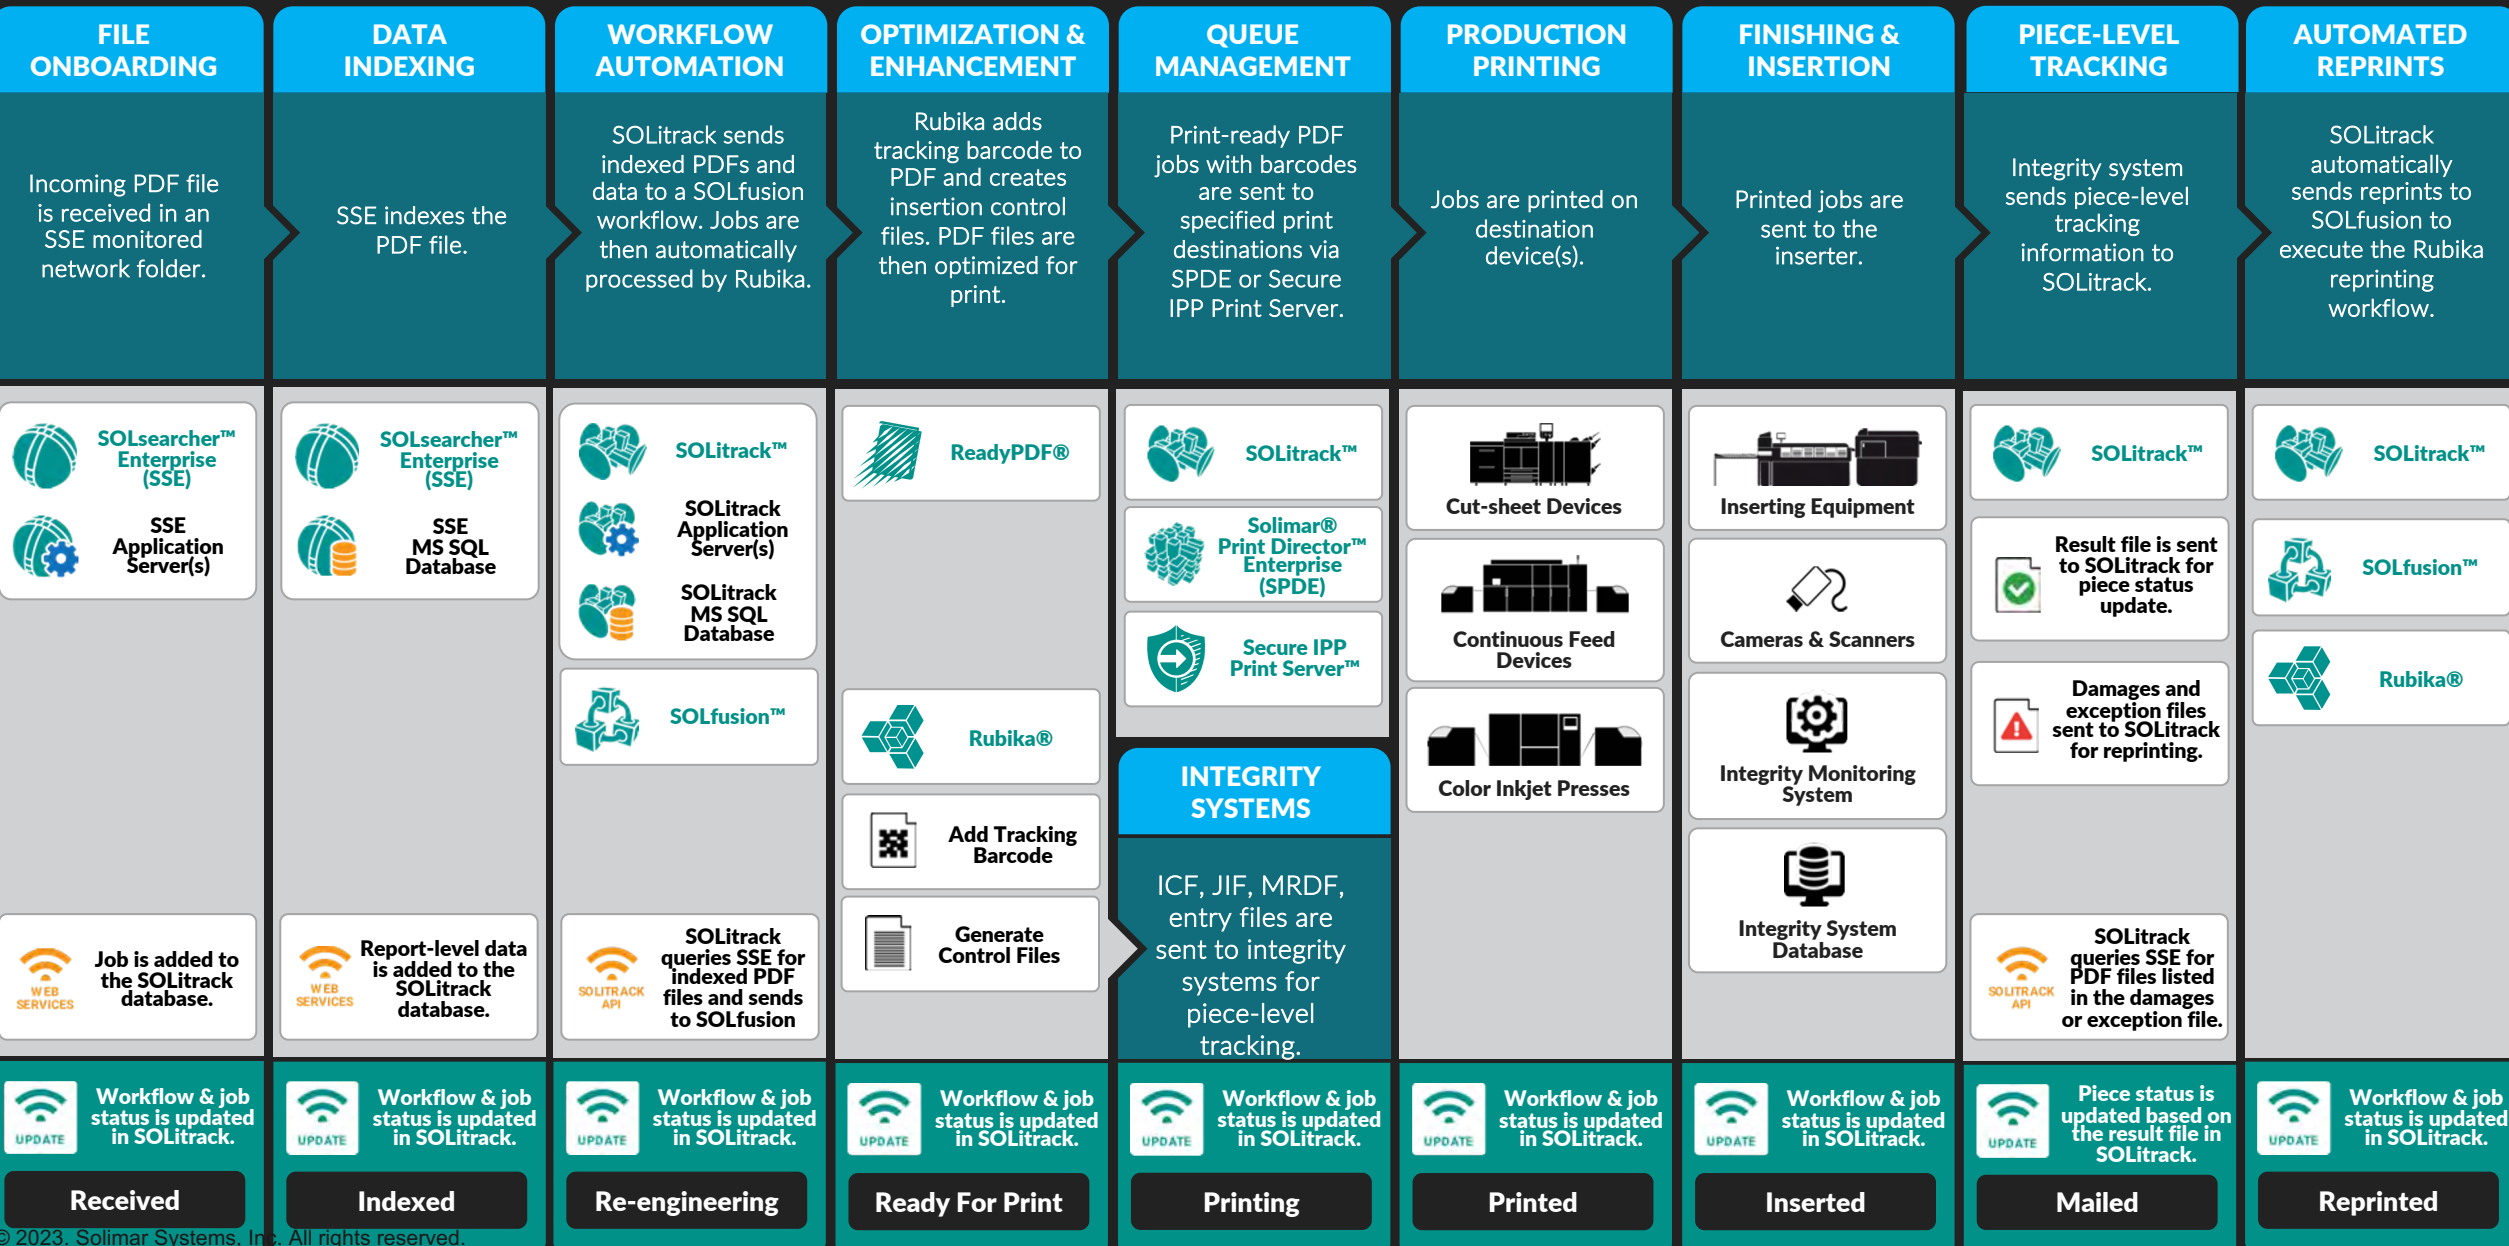 FILE
ONBOARDING
Incoming PDF file
is received in an
SSE monitored
network folder.
SOLsearcher™
Enterprise
(SSE)
SSE
Application
Server(s)
WEB
SERVICES
Job is added to
the SOLitrack
database.
UPDATE
Workflow & job
status is updated
in SOLitrack.
Received
DATA
INDEXING
SSE indexes the
PDF file.
SOLsearcher™
Enterprise
(SSE)
SSE
MS SQL
Database
WEB
SERVICES
Report-level data
is added to the
SOLitrack
database.
UPDATE
Workflow & job
status is updated
in SOLitrack.
Indexed
WORKFLOW
AUTOMATION
SOLitrack sends
indexed PDFs and
data to a SOLfusion
workflow. Jobs are
then automatically
processed by Rubika.
SOLitrack™
SOLitrack
Application
Server(s)
SOLitrack
MS SQL
Database
SOLfusion™
SOLITRACK
API
SOLitrack
queries SSE for
indexed PDF
files and sends
to SOLfusion
UPDATE
Workflow & job
status is updated
in SOLitrack.
Re-engineering
OPTIMIZATION &
ENHANCEMENT
Rubika adds
tracking barcode to
PDF and creates
insertion control
files. PDF files are
then optimized for
print.
ReadyPDF®
Rubika®
Add Tracking
Barcode
Generate
Control Files
UPDATE
Workflow & job
status is updated
in SOLitrack.
Ready For Print
QUEUE
MANAGEMENT
Print-ready PDF
jobs with barcodes
are sent to
specified print
destinations via
SPDE or Secure
IPP Print Server.
SOLitrack™
Solimar®
Print Director™
Enterprise
(SPDE)
Secure IPP
Print Server™
INTEGRITY
SYSTEMS
ICF, JIF, MRDF,
entry files are
sent to integrity
systems for
piece-level
tracking.
UPDATE
Workflow & job
status is updated
in SOLitrack.
Printing
PRODUCTION
PRINTING
Jobs are printed on
destination
device(s).
Cut-sheet Devices
Continuous Feed
Devices
Color Inkjet Presses
UPDATE
Workflow & job
status is updated
in SOLitrack.
Printed
FINISHING &
INSERTION
Printed jobs are
sent to the
inserter.
Inserting Equipment
Cameras & Scanners
Integrity Monitoring
System
Integrity System
Database
UPDATE
Workflow & job
status is updated
in SOLitrack.
Inserted
PIECE-LEVEL
TRACKING
Integrity system
sends piece-level
tracking
information to
SOLitrack.
SOLitrack™
Result file is sent
to SOLitrack for
piece status
update.
Damages and
exception files
sent to SOLitrack
for reprinting.
SOLITRACK
API
SOLitrack
queries SSE for
PDF files listed
in the damages
or exception file.
UPDATE
Piece status is
updated based on
the result file in
SOLitrack.
Mailed
AUTOMATED
REPRINTS
SOLitrack
automatically
sends reprints to
SOLfusion to
execute the Rubika
reprinting
workflow.
SOLitrack™
SOLfusion™
Rubika®
UPDATE
Workflow & job
status is updated
in SOLitrack.
Reprinted
© 2023. Solimar Systems, Inc. All rights reserved.